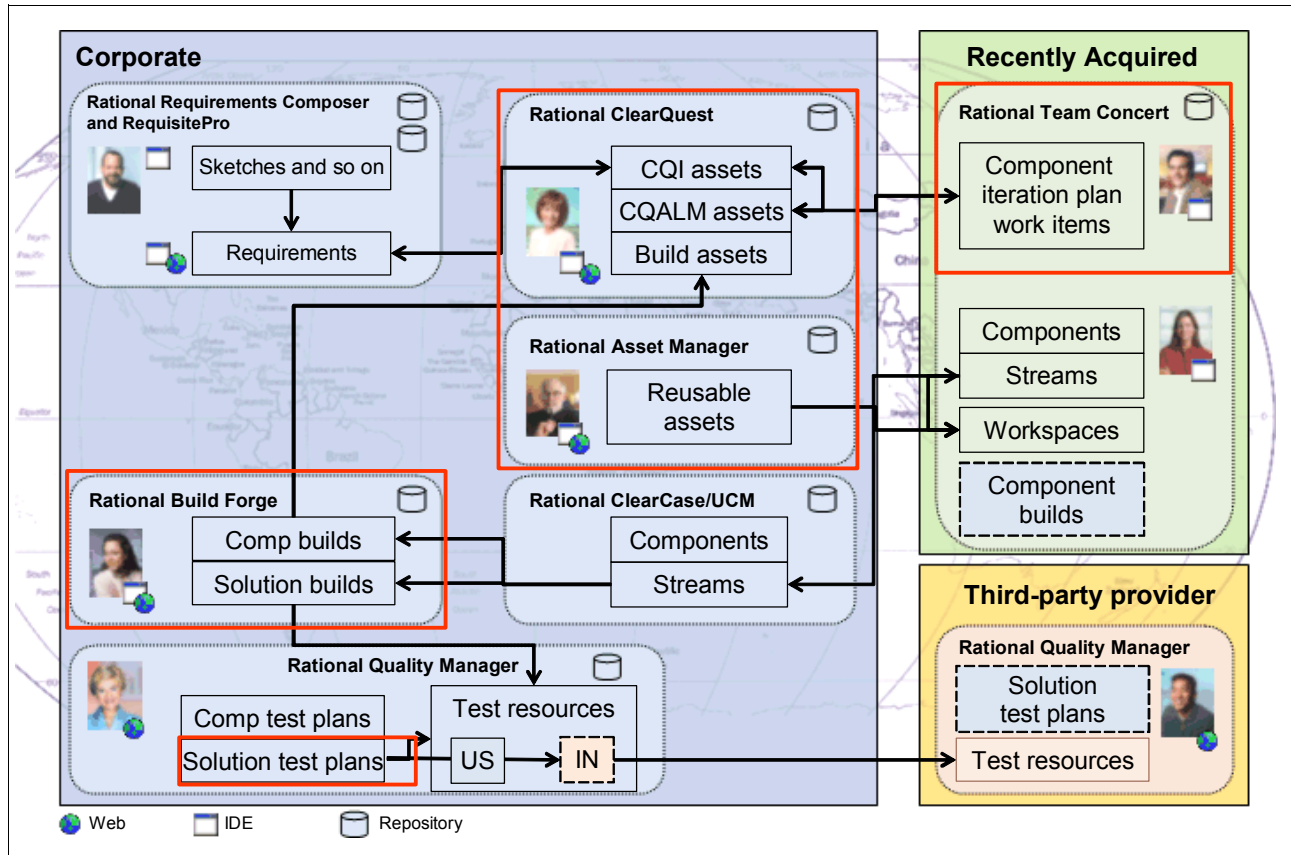 Corporate
Rational Requirements Composer
and RequisitePro
Sketches and so on
Requirements
Rational ClearQuest
CQI assets
CQALM assets
Build assets
Rational Asset Manager
Reusable
assets
Rational Build Forge
Comp builds
Solution builds
Rational ClearCase/UCM
Components
Streams
Rational Quality Manager
Comp test plans
Solution test plans
Test resources
US
IN
Recently Acquired
Rational Team Concert
Component
iteration plan
work items
Components
Streams
Workspaces
Component
builds
Third-party provider
Rational Quality Manager
Solution
test plans
Test resources
Web
IDE
Repository
China
Brazil
Equator